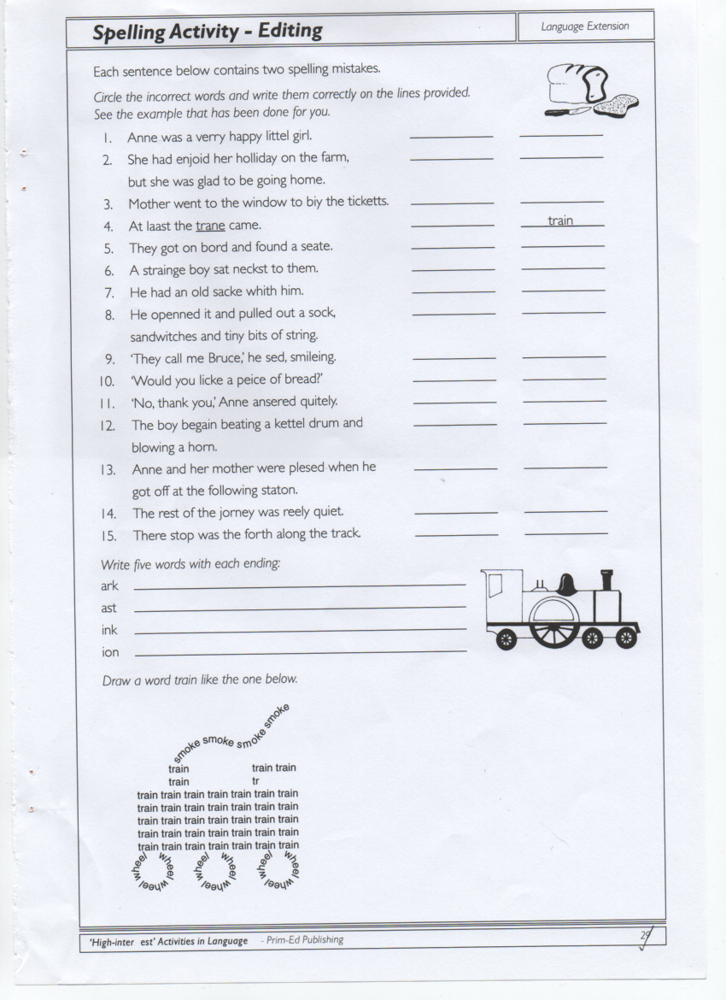 Spelling Activity - Editing
Language Extension
Each sentence below contains two spelling mistakes.
Circle the incorrect words and write them correctly on the lines provided.
See the example that has been done for you.
1. Anne was a verry happy littel girl.
2. She had enjoid her holliday on the farm,
but she was glad to be going home.
3. Mother went to the window to biy the ticketts.
4. At laast the trane came. train
5. They got on bord and found a seate.
6. A strainge boy sat neckst to them.
7. He had an old sacke whith him.
8. He openned it and pulled out a sock,
sandwitches and tiny bits of string.
9. 'They call me Bruce,' he sed, smileing.
10. 'Would you licke a peice of bread?'
11. 'No, thank you,' Anne ansered quitely.
12. The boy begain beating a kettel drum and
blowing a horn.
13. Anne and her mother were plesed when he
got off at the following staton.
14. The rest of the jorney was reely quiet.
15. There stop was the forth along the track.
Write five words with each ending:
ark
ast
ink
ion
Draw a word train like the one below.
smoke smoke smoke smoke
train train train
train tr
train train train train train train train
train train train train train train train
train train train train train train train
train train train train train train train
train train train train train train train
wheel wheel wheel wheel wheel wheel wheel wheel wheel
'High-inter est' Activities in Language - Prim-Ed Publishing
29